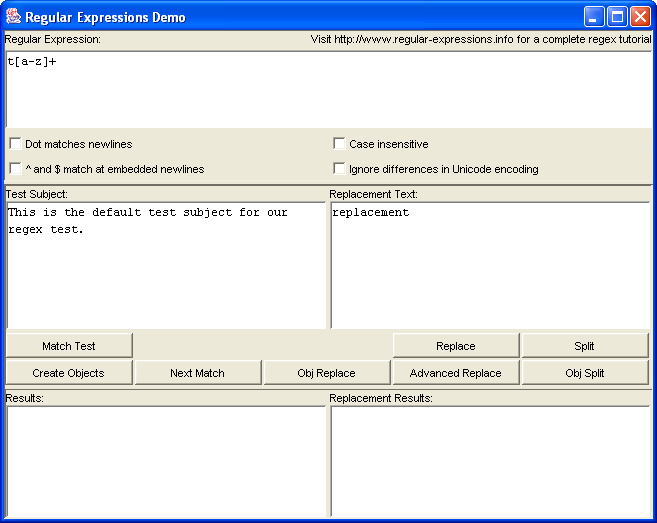 Regular Expressions Demo
Regular Expression: Visit http://www.regular-expressions.info for a complete regex tutorial
t[a-z]+
Dot matches newlines Case insensitive
^ and $ match at embedded newlines Ignore differences in Unicode encoding
Test Subject: Replacement Text:
This is the default test subject for our replacement
regex test.
Match Test Replace Split
Create Objects Next Match Obj Replace Advanced Replace Obj Split
Results: Replacement Results: